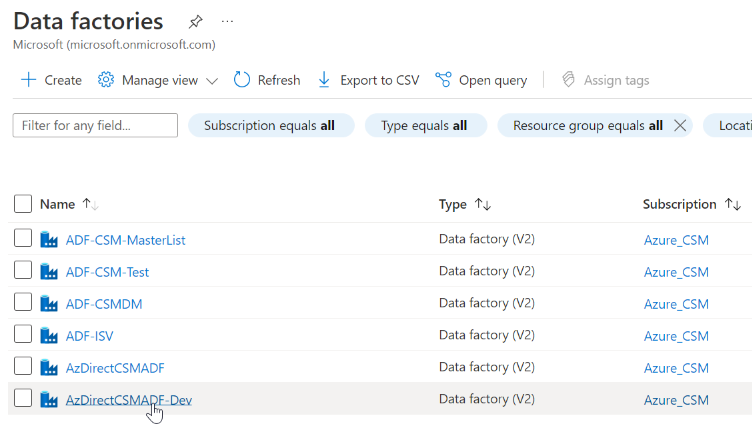 Data factories
Microsoft (microsoft.onmicrosoft.com)
Create Manage view Refresh Export to CSV Open query Assign tags
Filter for any field... Subscription equals all Type equals all Resource group equals all Locati
Name Type Subscription
ADF-CSM-MasterList Data factory (V2) Azure_CSM
ADF-CSM-Test Data factory (V2) Azure_CSM
ADF-CSMDM Data factory (V2) Azure_CSM
ADF-ISV Data factory (V2) Azure_CSM
AzDirectCSMADF Data factory (V2) Azure_CSM
AzDirectCSMADF-Dev Data factory (V2) Azure_CSM